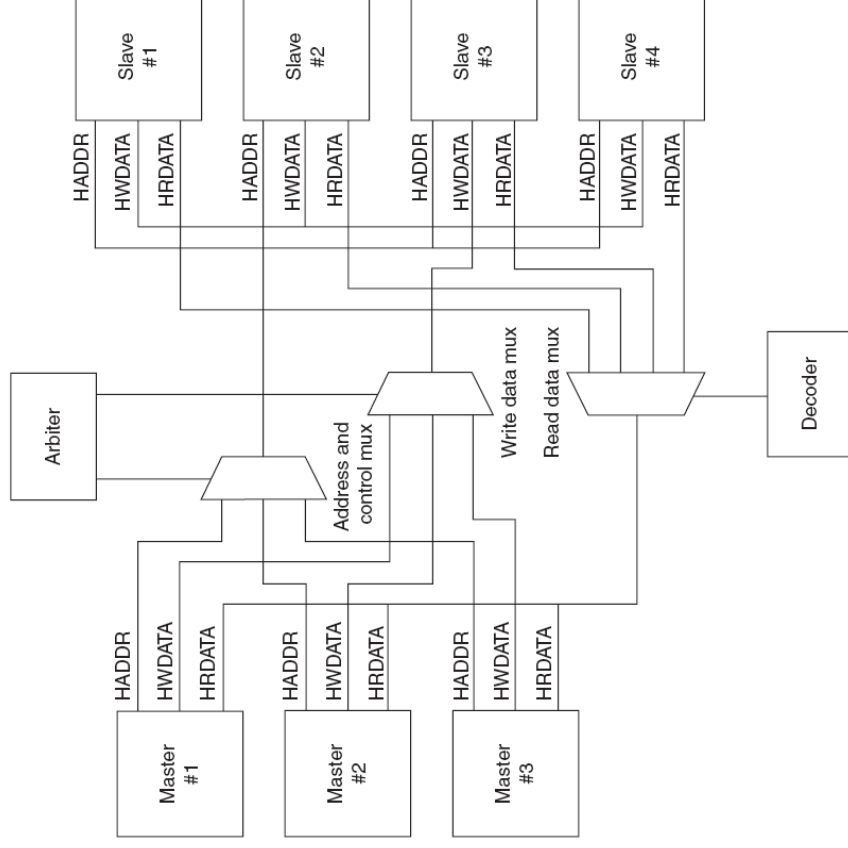 Arbiter
Master
#1
HADDR
HWDATA
HRDATA
Master
#2
HADDR
HWDATA
HRDATA
Master
#3
HADDR
HWDATA
HRDATA
Address and
control mux
Write data mux
Read data mux
Decoder
Slave
#1
HADDR
HWDATA
HRDATA
Slave
#2
HADDR
HWDATA
HRDATA
Slave
#3
HADDR
HWDATA
HRDATA
Slave
#4
HADDR
HWDATA
HRDATA